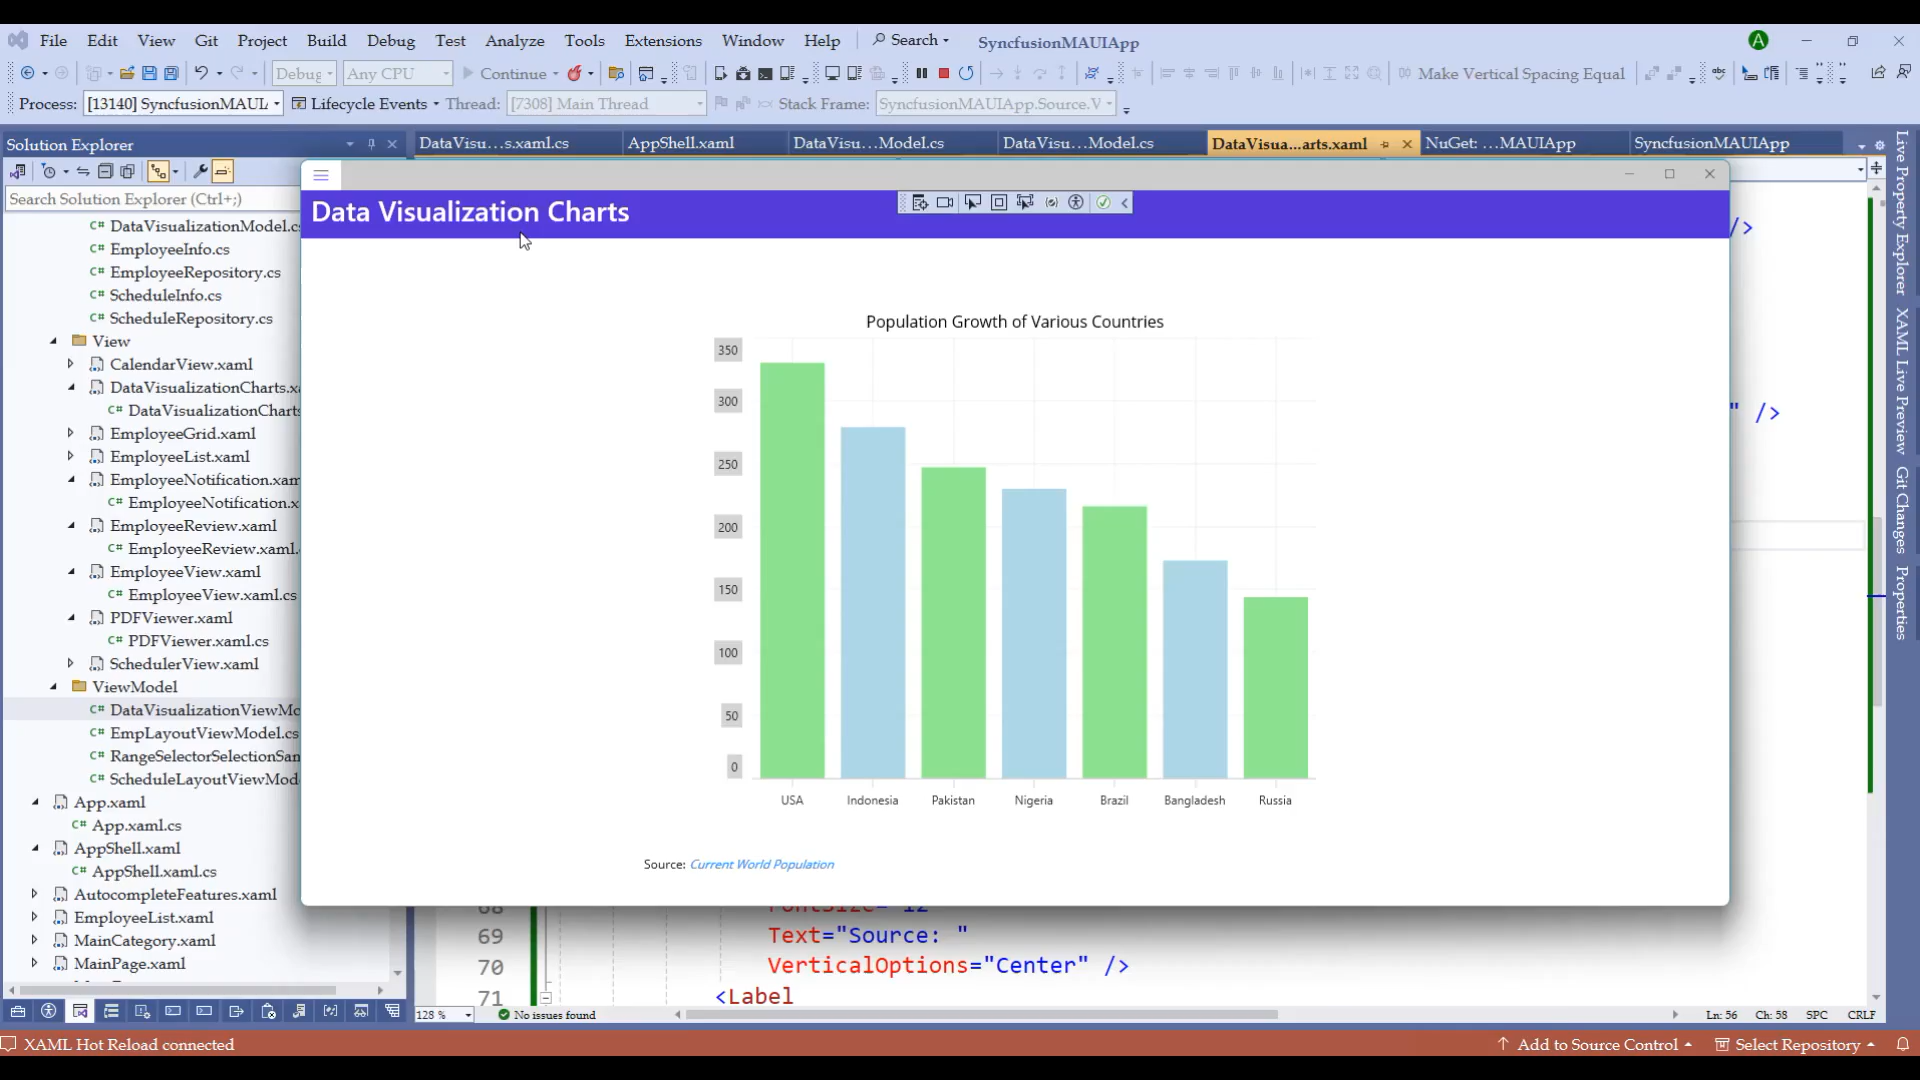 File Edit View Git Project Build Debug Test Analyze Tools Extensions Window Help Search SyncfusionMAUIApp A
Debug Any CPU Continue Make Vertical Spacing Equal
Process: [13140] SyncfusionMAUI Lifecycle Events Thread: [7308] Main Thread Stack Frame: SyncfusionMAUIApp.Source.V
Solution Explorer
DataVisu...s.xaml.cs AppShell.xaml DataVisu...Model.cs DataVisu...Model.cs DataVisua...arts.xaml NuGet: ...MAUIApp SyncfusionMAUIApp
Search Solution Explorer (Ctrl+;)
DataVisualizationModel.cs
EmployeeInfo.cs
EmployeeRepository.cs
ScheduleInfo.cs
ScheduleRepository.cs
View
CalendarView.xaml
DataVisualizationCharts.xa
DataVisualizationCharts
EmployeeGrid.xaml
EmployeeList.xaml
EmployeeNotification.xam
EmployeeNotification.x
EmployeeReview.xaml
EmployeeReview.xaml.
EmployeeView.xaml
EmployeeView.xaml.cs
PDFViewer.xaml
PDFViewer.xaml.cs
SchedulerView.xaml
ViewModel
DataVisualizationViewMo
EmpLayoutViewModel.cs
RangeSelectorSelectionSam
ScheduleLayoutViewMode
App.xaml
App.xaml.cs
AppShell.xaml
AppShell.xaml.cs
AutocompleteFeatures.xaml
EmployeeList.xaml
MainCategory.xaml
MainPage.xaml
Data Visualization Charts
Population Growth of Various Countries
350
300
250
200
150
100
50
0
USA Indonesia Pakistan Nigeria Brazil Bangladesh Russia
Source: Current World Population
/>
" />
69 Text="Source: "
70 VerticalOptions="Center" />
71 <Label
128 % No issues found Ln: 56 Ch: 58 SPC CRLF
XAML Hot Reload connected Add to Source Control Select Repository
Live Property Explorer
XAML Live Preview
Git Changes
Properties